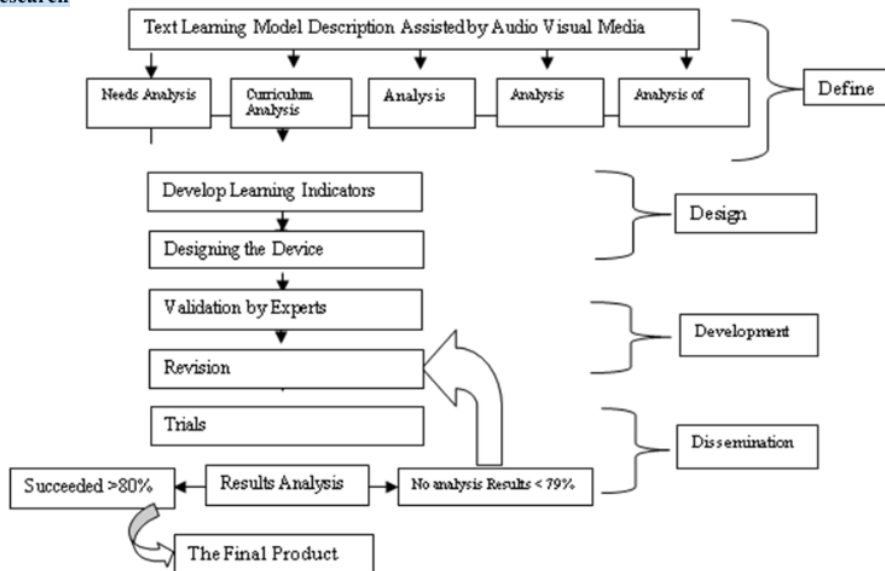 Text Learning Model Description Assisted by Audio Visual Media
Needs Analysis
Curriculum
Analysis
Analysis
Analysis
Analysis of
Define
Develop Learning Indicators
Design
Designing the Device
Validation by Experts
Development
Revision
Trials
Dissemination
Succeeded >80%
Results Analysis
No analysis Results < 79%
The Final Product